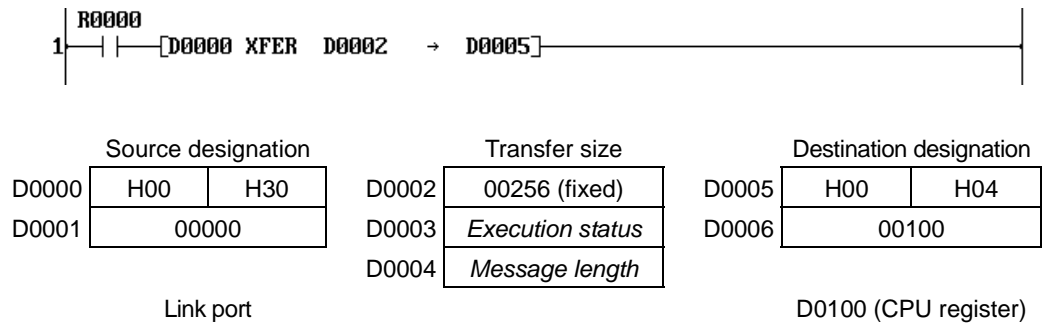 R0000
1 [D0000 XFER D0002 → D0005]
Source designation Transfer size Destination designation
D0000 H00 H30 D0002 00256 (fixed) D0005 H00 H04
D0001 00000 D0003 Execution status D0006 00100
D0004 Message length
Link port D0100 (CPU register)